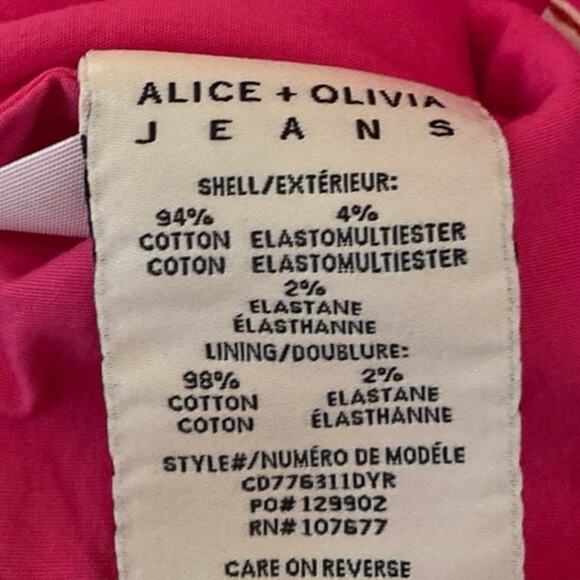 ALICE + OLIVIA
JEANS
SHELL/EXTÉRIEUR:
94% 4%
COTTON ELASTOMULTIESTER
COTON ELASTOMULTIESTER
2%
ELASTANE
ÉLASTHANNE
LINING/DOUBLURE:
98% 2%
COTTON ELASTANE
COTON ÉLASTHANNE
STYLE#/NUMÉRO DE MODÉLE
CD776311DYR
PO# 129902
RN# 107677
CARE ON REVERSE